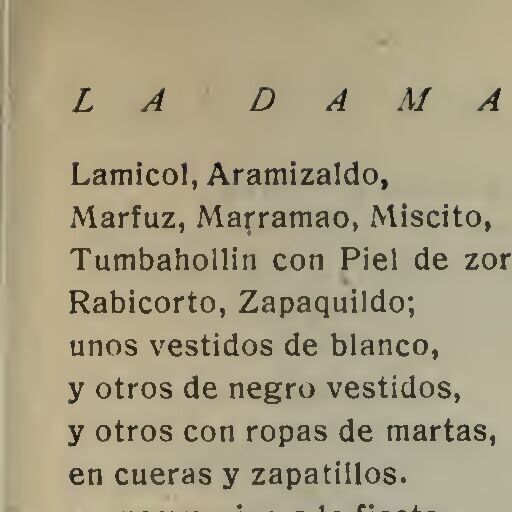 L A D A M A
Lamicol, Aramizaldo,
Marfuz, Marramao, Miscito,
Tumbahollin con Piel de zor
Rabicorto, Zapaquildo;
unos vestidos de blanco,
y otros de negro vestidos,
y otros con ropas de martas,
en cueras y zapatillos.